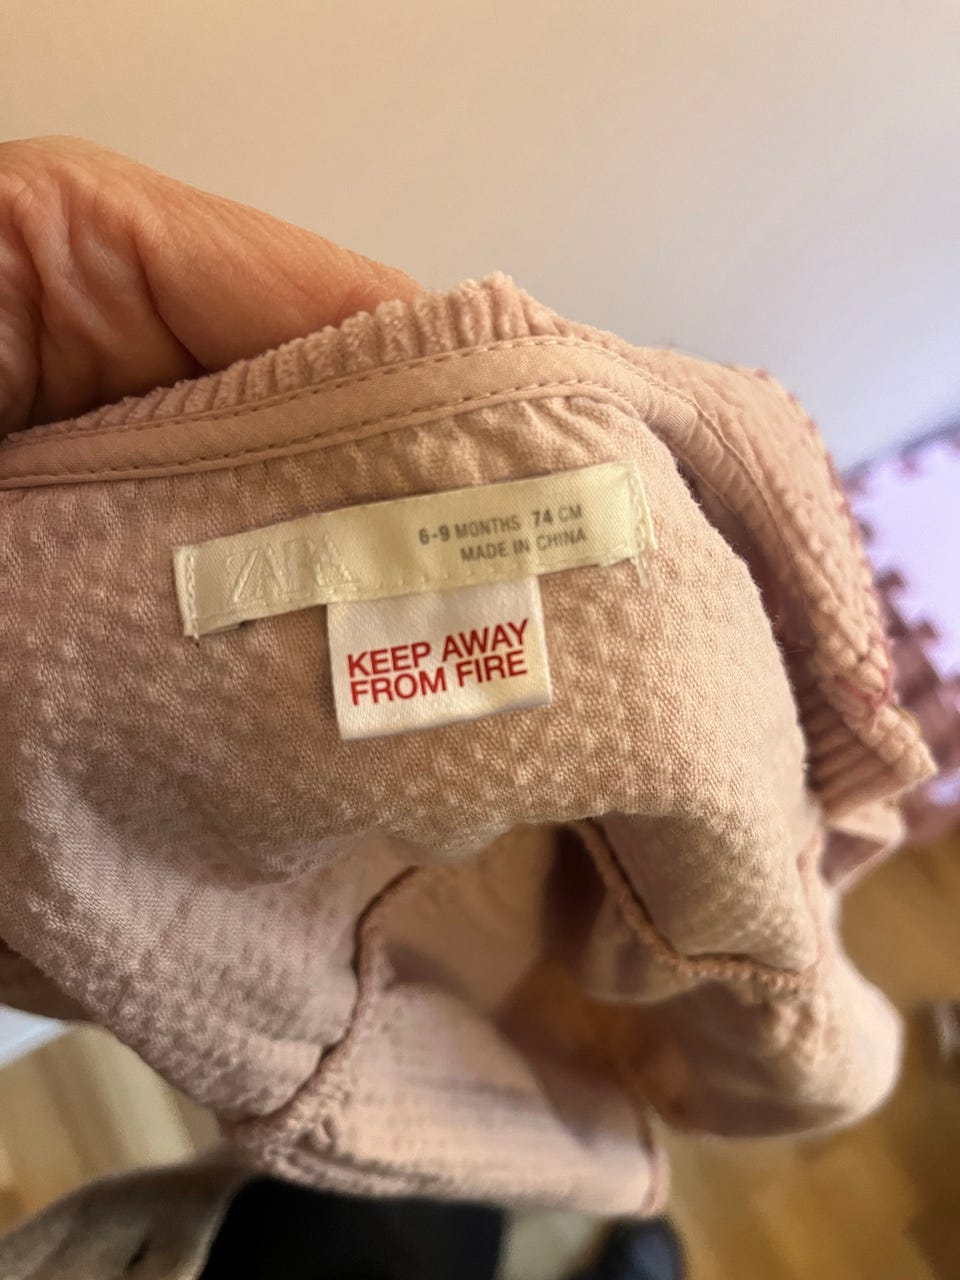 ZARA
6-9 MONTHS 74 CM
MADE IN CHINA
KEEP AWAY
FROM FIRE